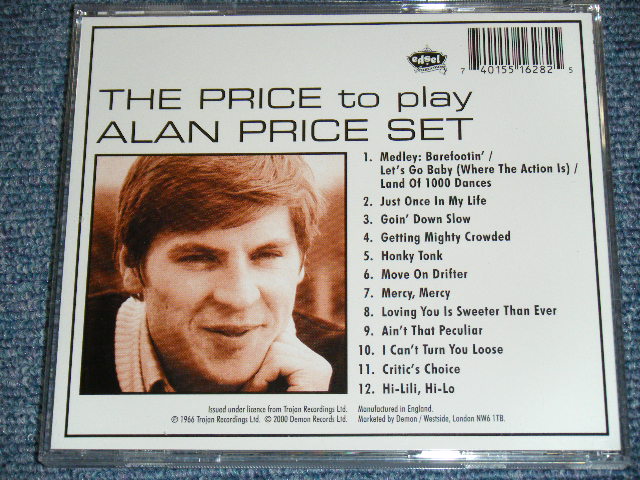 edsel
7 40155 16282 5
THE PRICE to play
ALAN PRICE SET
1. Medley: Barefootin' /
Let's Go Baby (Where The Action Is) /
Land Of 1000 Dances
2. Just Once In My Life
3. Goin' Down Slow
4. Getting Mighty Crowded
5. Honky Tonk
6. Move On Drifter
7. Mercy, Mercy
8. Loving You Is Sweeter Than Ever
9. Ain't That Peculiar
10. I Can't Turn You Loose
11. Critic's Choice
12. Hi-Lili, Hi-Lo
Issued under licence from Trojan Recordings Ltd.
℗ 1966 Trojan Recordings Ltd. © 2000 Demon Records Ltd.
Manufactured in England.
Marketed by Demon / Westside, London NW6 1TB.